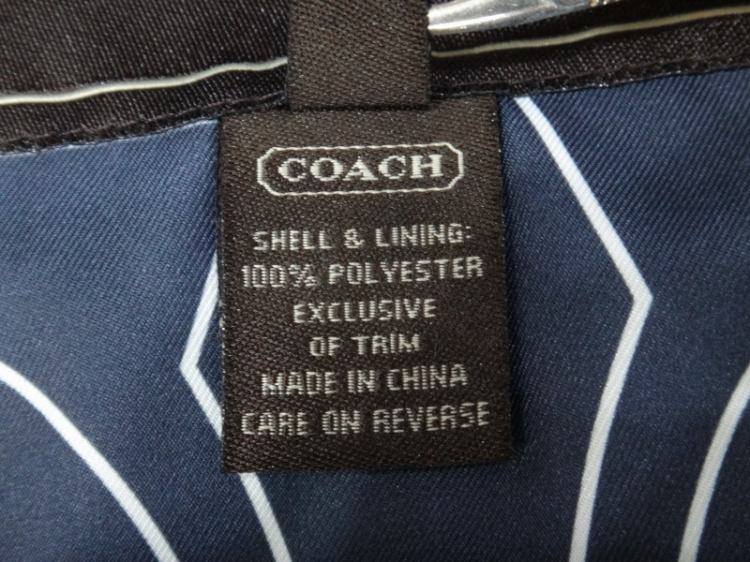 COACH
SHELL & LINING:
100% POLYESTER
EXCLUSIVE
OF TRIM
MADE IN CHINA
CARE ON REVERSE